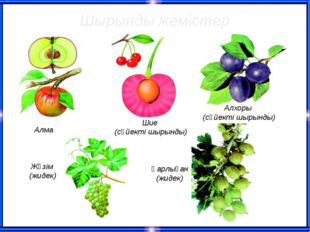 Шырынды жемістер
Алма
Шие
(сүйекті шырынды)
Алхоры
(сүйекті шырынды)
Жүзім
(жидек)
Қарлыған
(жидек)